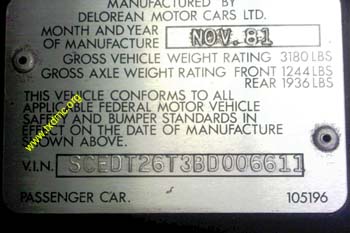 MANUFACTURED BY
DELOREAN MOTOR CARS LTD.
MONTH AND YEAR
OF MANUFACTURE NOV. 81
GROSS VEHICLE WEIGHT RATING 3180 LBS
GROSS AXLE WEIGHT RATING FRONT 1244 LBS
REAR 1936 LBS
THIS VEHICLE CONFORMS TO ALL
APPLICABLE FEDERAL MOTOR VEHICLE
SAFETY AND BUMPER STANDARDS IN
EFFECT ON THE DATE OF MANUFACTURE
SHOWN ABOVE.
V.I.N. SCEDT26T3BD006611
PASSENGER CAR. 105196